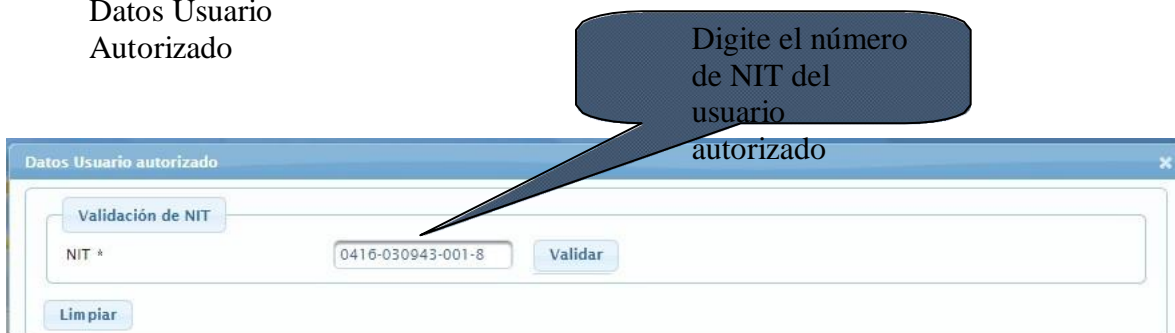 Datos Usuario
Autorizado
Digite el número
de NIT del
usuario
autorizado
Datos Usuario autorizado
Validación de NIT
NIT * 0416-030943-001-8 Validar
Limpiar